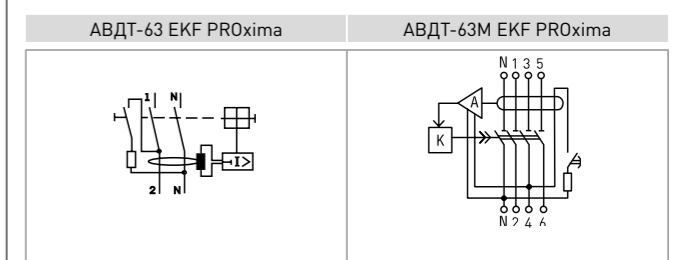 АВДТ-63 EKF PROxima
АВДТ-63М EKF PROxima
1 N
I>
2 N
N 1 3 5
A
K
N 2 4 6